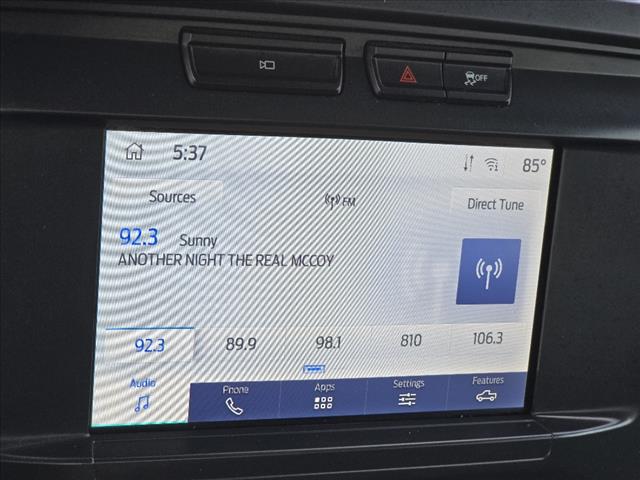 OFF
5:37
85°
Sources
FM
Direct Tune
92.3 Sunny
ANOTHER NIGHT THE REAL MCCOY
92.3 89.9 98.1 810 106.3
Audio Phone Apps Settings Features